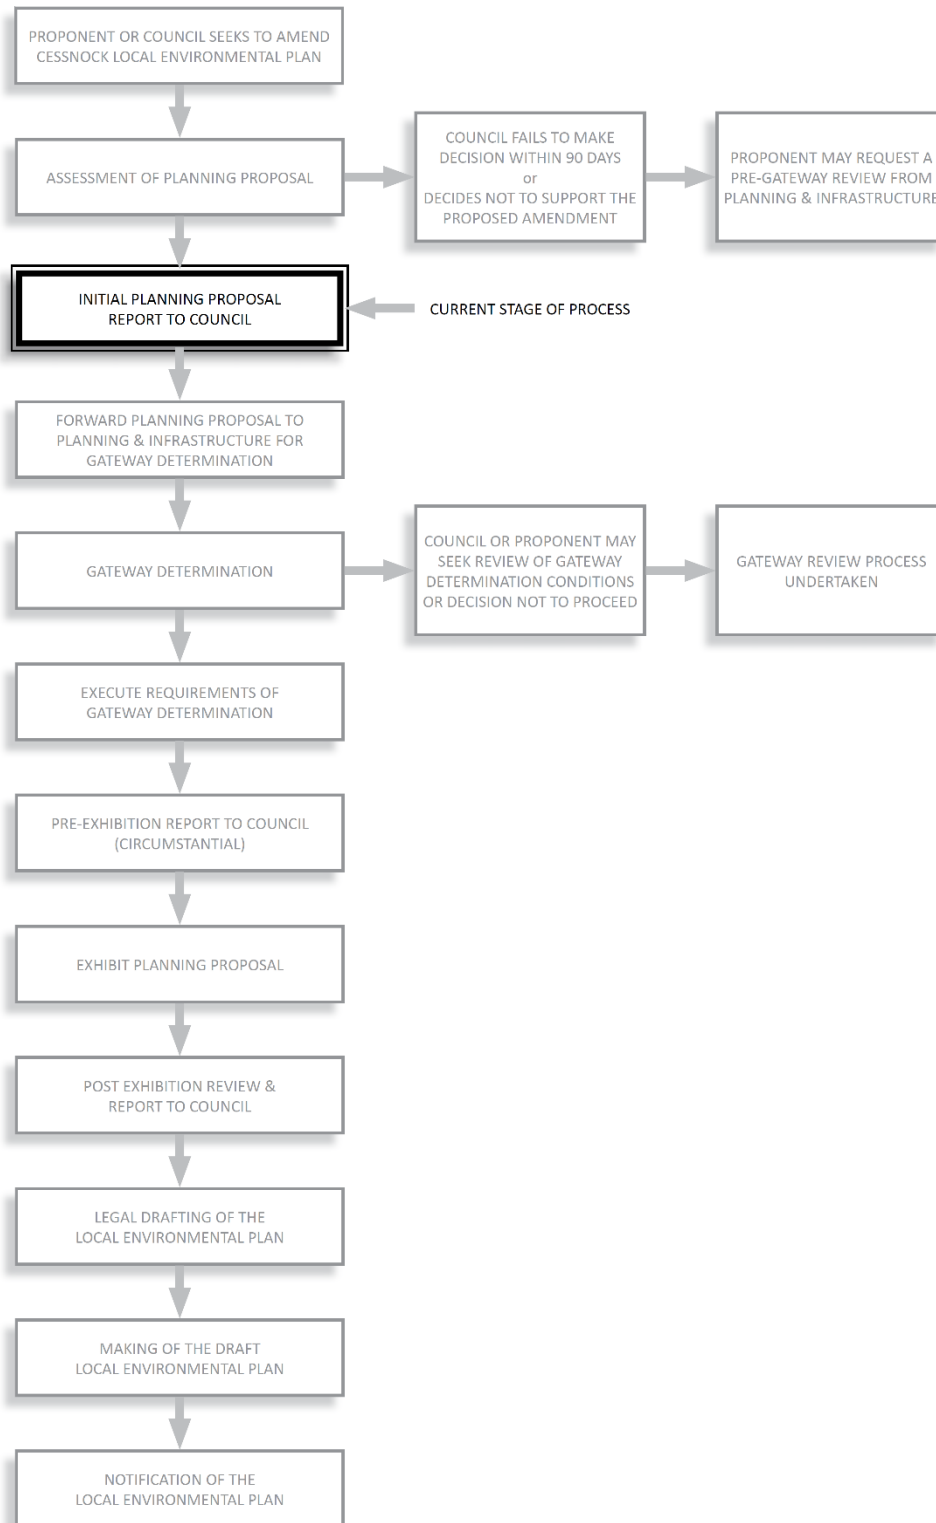 PROPONENT OR COUNCIL SEEKS TO AMEND
CESSNOCK LOCAL ENVIRONMENTAL PLAN
ASSESSMENT OF PLANNING PROPOSAL
COUNCIL FAILS TO MAKE
DECISION WITHIN 90 DAYS
or
DECIDES NOT TO SUPPORT THE
PROPOSED AMENDMENT
PROPONENT MAY REQUEST A
PRE-GATEWAY REVIEW FROM
PLANNING & INFRASTRUCTURE
INITIAL PLANNING PROPOSAL
REPORT TO COUNCIL
CURRENT STAGE OF PROCESS
FORWARD PLANNING PROPOSAL TO
PLANNING & INFRASTRUCTURE FOR
GATEWAY DETERMINATION
GATEWAY DETERMINATION
COUNCIL OR PROPONENT MAY
SEEK REVIEW OF GATEWAY
DETERMINATION CONDITIONS
OR DECISION NOT TO PROCEED
GATEWAY REVIEW PROCESS
UNDERTAKEN
EXECUTE REQUIREMENTS OF
GATEWAY DETERMINATION
PRE-EXHIBITION REPORT TO COUNCIL
(CIRCUMSTANTIAL)
EXHIBIT PLANNING PROPOSAL
POST EXHIBITION REVIEW &
REPORT TO COUNCIL
LEGAL DRAFTING OF THE
LOCAL ENVIRONMENTAL PLAN
MAKING OF THE DRAFT
LOCAL ENVIRONMENTAL PLAN
NOTIFICATION OF THE
LOCAL ENVIRONMENTAL PLAN